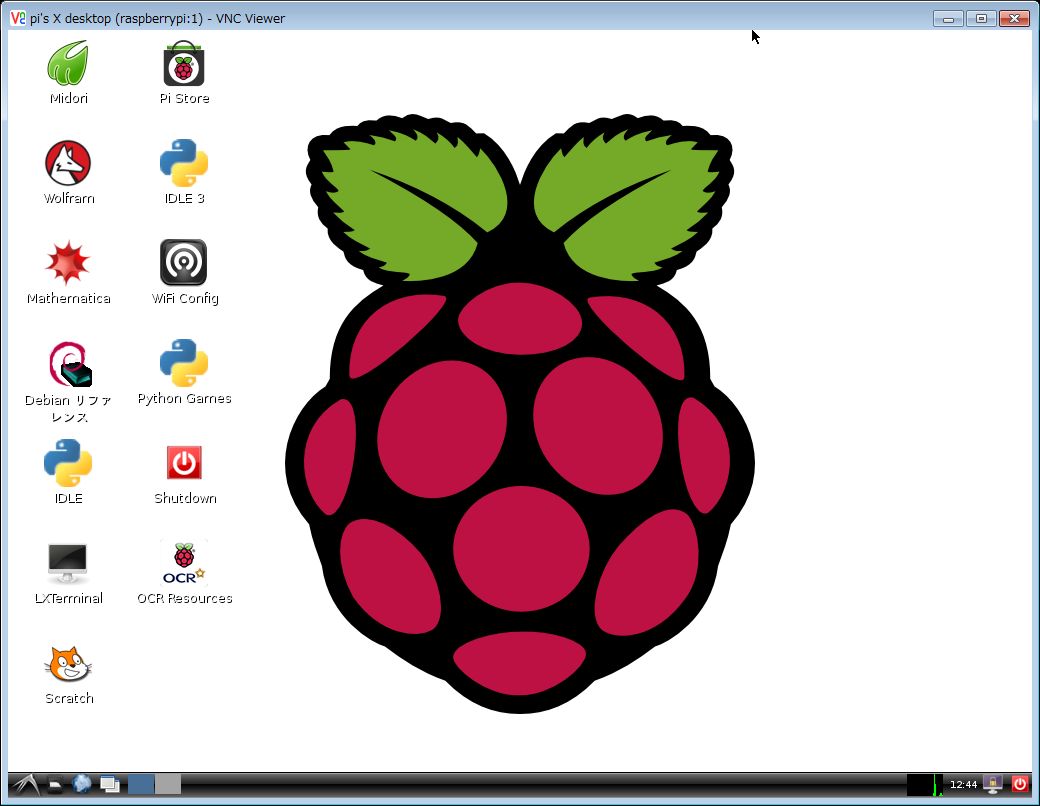 pi's X desktop (raspberrypi:1) - VNC Viewer
Midori
Pi Store
Wolfram
IDLE 3
Mathematica
WiFi Config
Debian リファ
レンス
Python Games
IDLE
Shutdown
LXTerminal
OCR
OCR Resources
Scratch
12:44